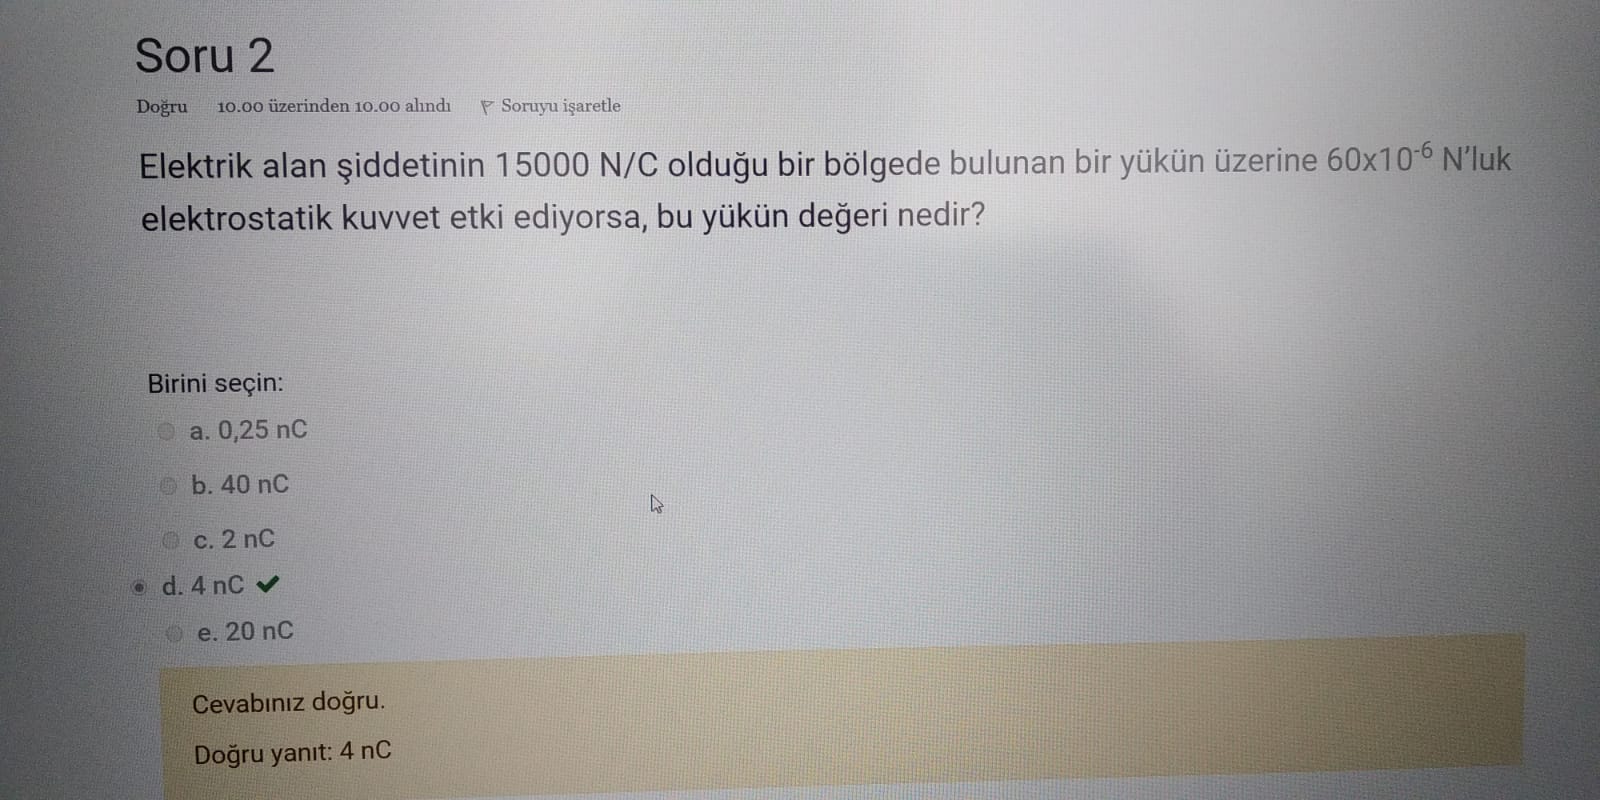 Soru 2
Doğru 10.00 üzerinden 10.00 alındı Soruyu işaretle
Elektrik alan şiddetinin 15000 N/C olduğu bir bölgede bulunan bir yükün üzerine 60x10⁻⁶ N'luk
elektrostatik kuvvet etki ediyorsa, bu yükün değeri nedir?
Birini seçin:
a. 0,25 nC
b. 40 nC
c. 2 nC
d. 4 nC ✔
e. 20 nC
Cevabınız doğru.
Doğru yanıt: 4 nC